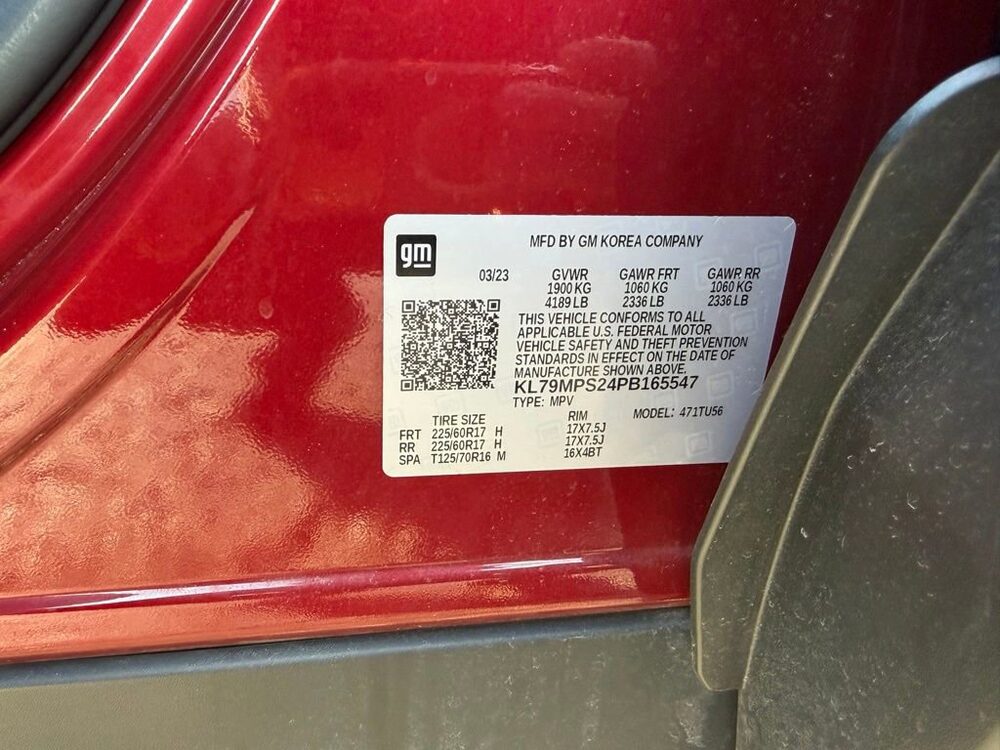 gm
MFD BY GM KOREA COMPANY
03/23 GVWR GAWR FRT GAWR RR
1900 KG 1060 KG 1060 KG
4189 LB 2336 LB 2336 LB
THIS VEHICLE CONFORMS TO ALL
APPLICABLE U.S. FEDERAL MOTOR
VEHICLE SAFETY AND THEFT PREVENTION
STANDARDS IN EFFECT ON THE DATE OF
MANUFACTURE SHOWN ABOVE.
KL79MPS24PB165547
TYPE: MPV
MODEL: 471TU56
TIRE SIZE RIM
FRT 225/60R17 H 17X7.5J
RR 225/60R17 H 17X7.5J
SPA T125/70R16 M 16X4BT